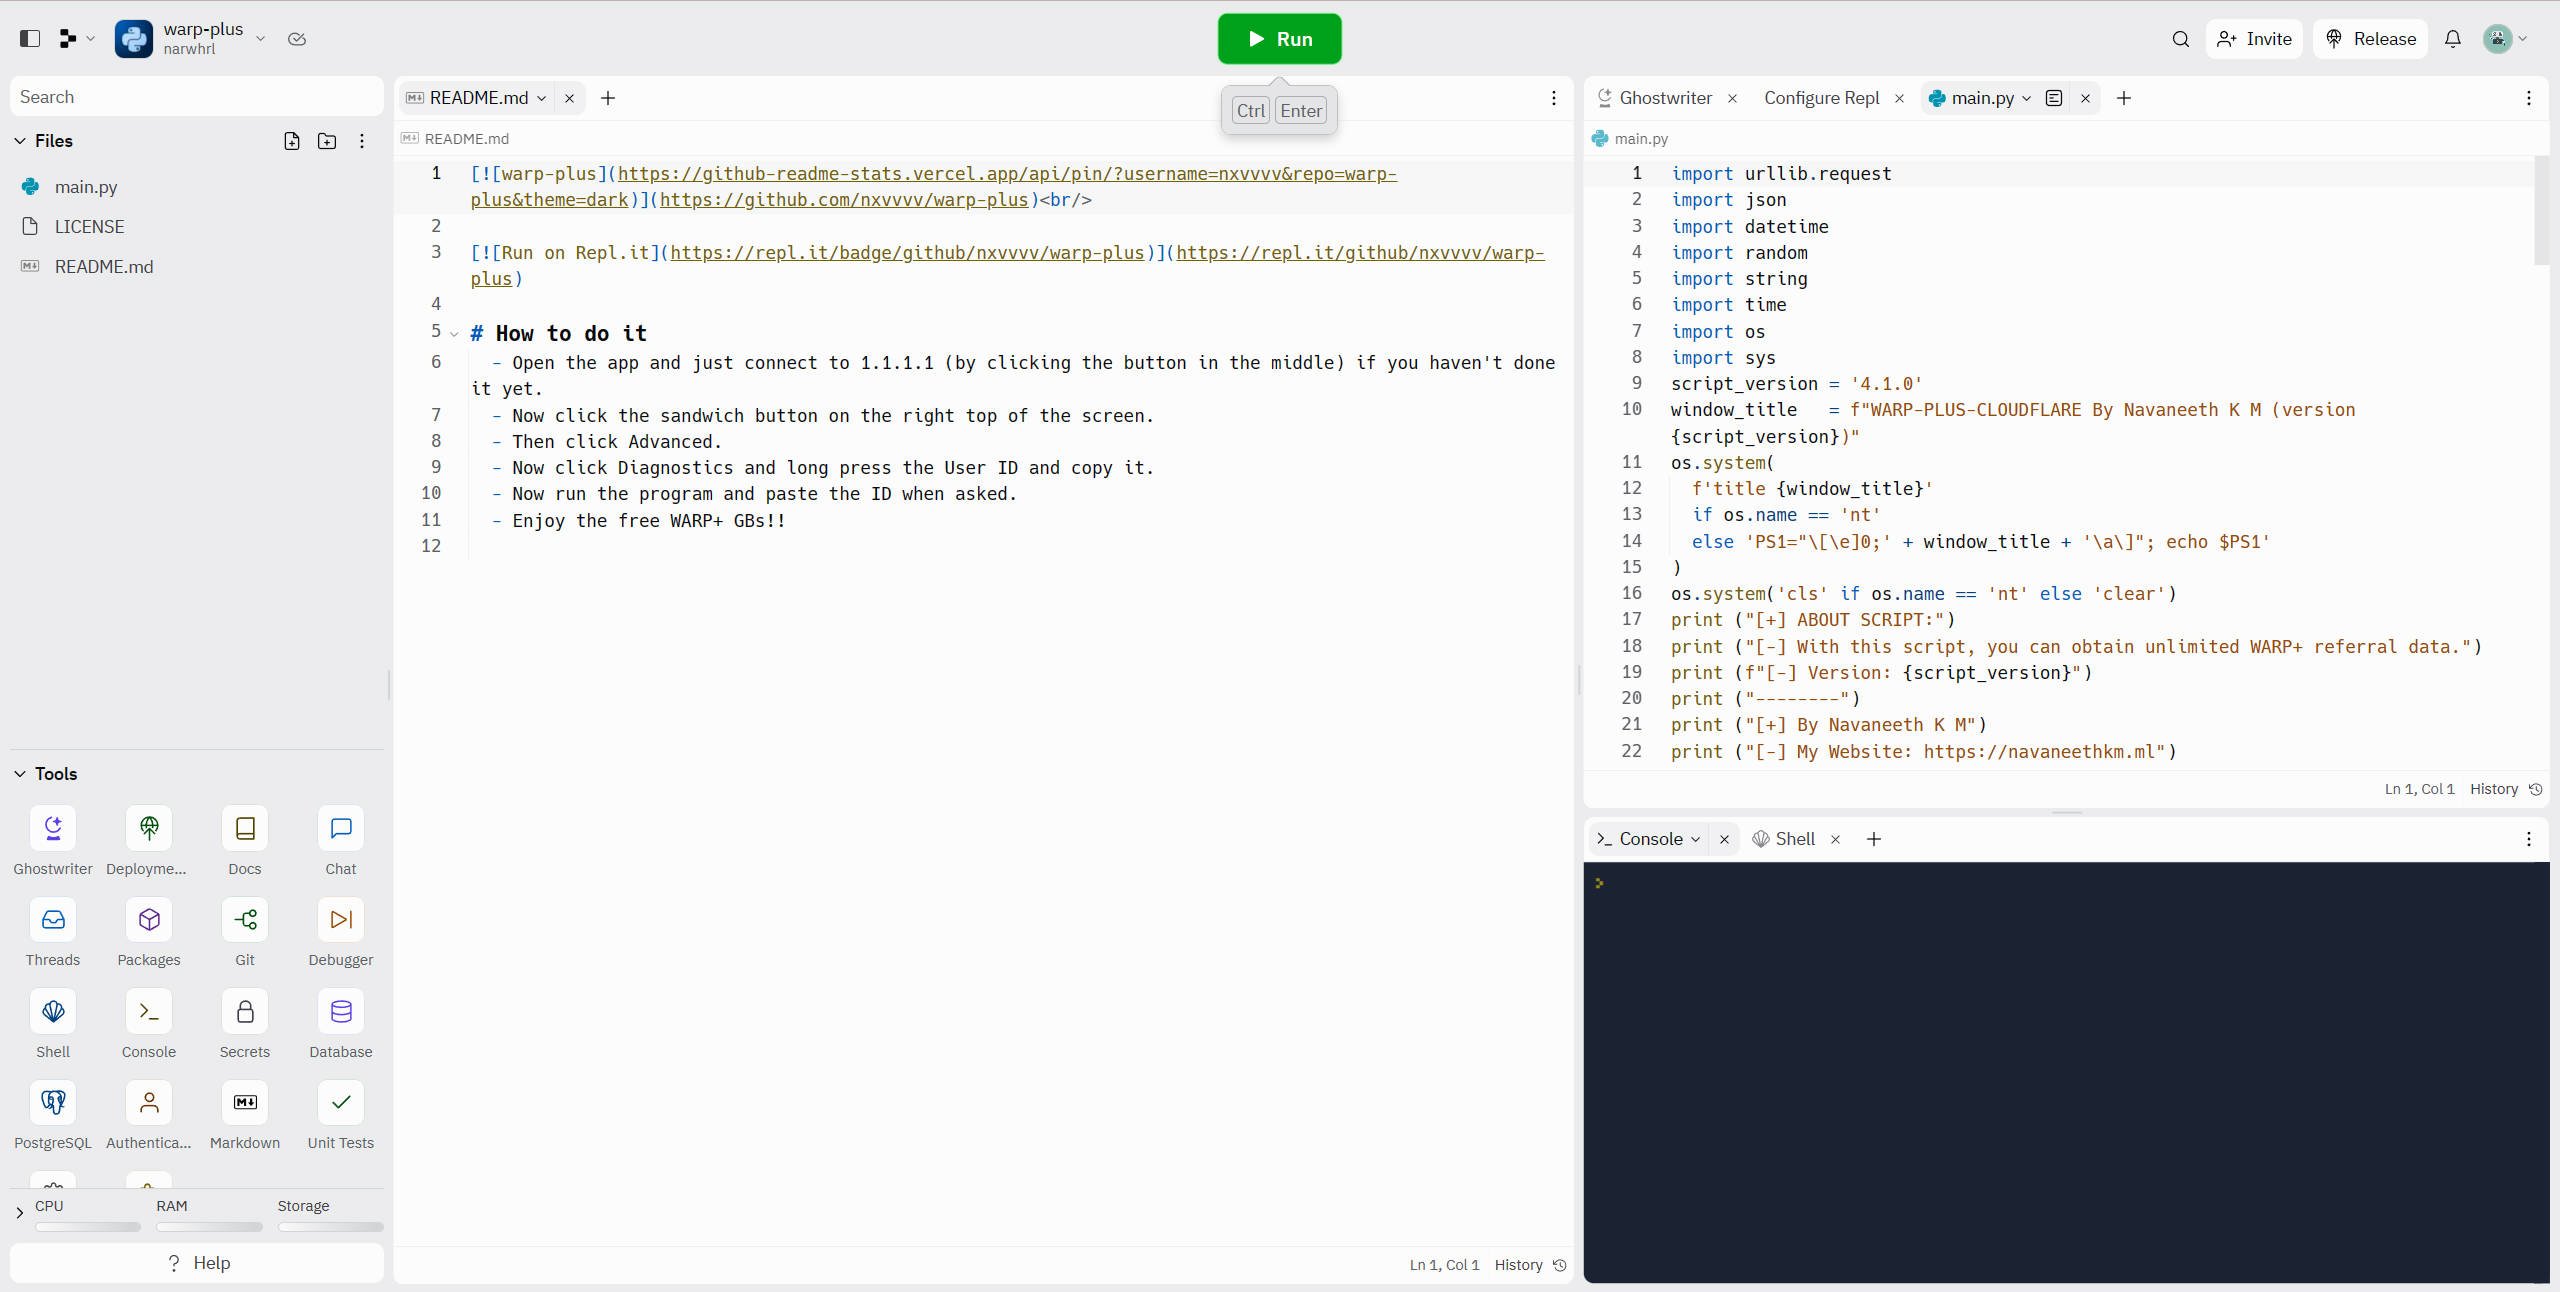 warp-plus
narwhrl
Run
Invite
Release
Ctrl Enter
Search
Files
main.py
LICENSE
README.md
Tools
Ghostwriter
Deployme...
Docs
Chat
Threads
Packages
Git
Debugger
Shell
Console
Secrets
Database
PostgreSQL
Authentica...
Markdown
Unit Tests
CPU
RAM
Storage
? Help
README.md
README.md
1 [![warp-plus](https://github-readme-stats.vercel.app/api/pin/?username=nxvvvv&repo=warp-
plus&theme=dark)](https://github.com/nxvvvv/warp-plus)<br/>
2
3 [![Run on Repl.it](https://repl.it/badge/github/nxvvvv/warp-plus)](https://repl.it/github/nxvvvv/warp-
plus)
4
5 # How to do it
6 - Open the app and just connect to 1.1.1.1 (by clicking the button in the middle) if you haven't done
it yet.
7 - Now click the sandwich button on the right top of the screen.
8 - Then click Advanced.
9 - Now click Diagnostics and long press the User ID and copy it.
10 - Now run the program and paste the ID when asked.
11 - Enjoy the free WARP+ GBs!!
12
Ln 1, Col 1 History
Ghostwriter
Configure Repl
main.py
main.py
1 import urllib.request
2 import json
3 import datetime
4 import random
5 import string
6 import time
7 import os
8 import sys
9 script_version = '4.1.0'
10 window_title   = f"WARP-PLUS-CLOUDFLARE By Navaneeth K M (version
{script_version})"
11 os.system(
12   f'title {window_title}'
13   if os.name == 'nt'
14   else 'PS1="\[\e]0;' + window_title + '\a\]"; echo $PS1'
15 )
16 os.system('cls' if os.name == 'nt' else 'clear')
17 print ("[+] ABOUT SCRIPT:")
18 print ("[-] With this script, you can obtain unlimited WARP+ referral data.")
19 print (f"[-] Version: {script_version}")
20 print ("--------")
21 print ("[+] By Navaneeth K M")
22 print ("[-] My Website: https://navaneethkm.ml")
Ln 1, Col 1 History
Console
Shell